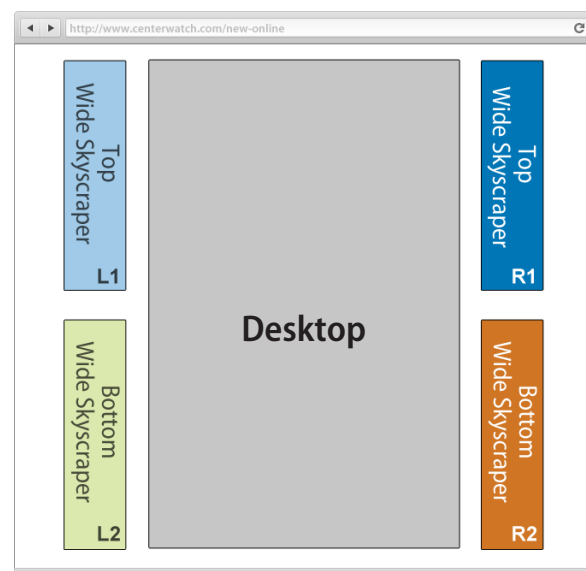 http://www.centerwatch.com/new-online
Top
Wide Skyscraper
L1
Top
Wide Skyscraper
R1
Desktop
Bottom
Wide Skyscraper
L2
Bottom
Wide Skyscraper
R2